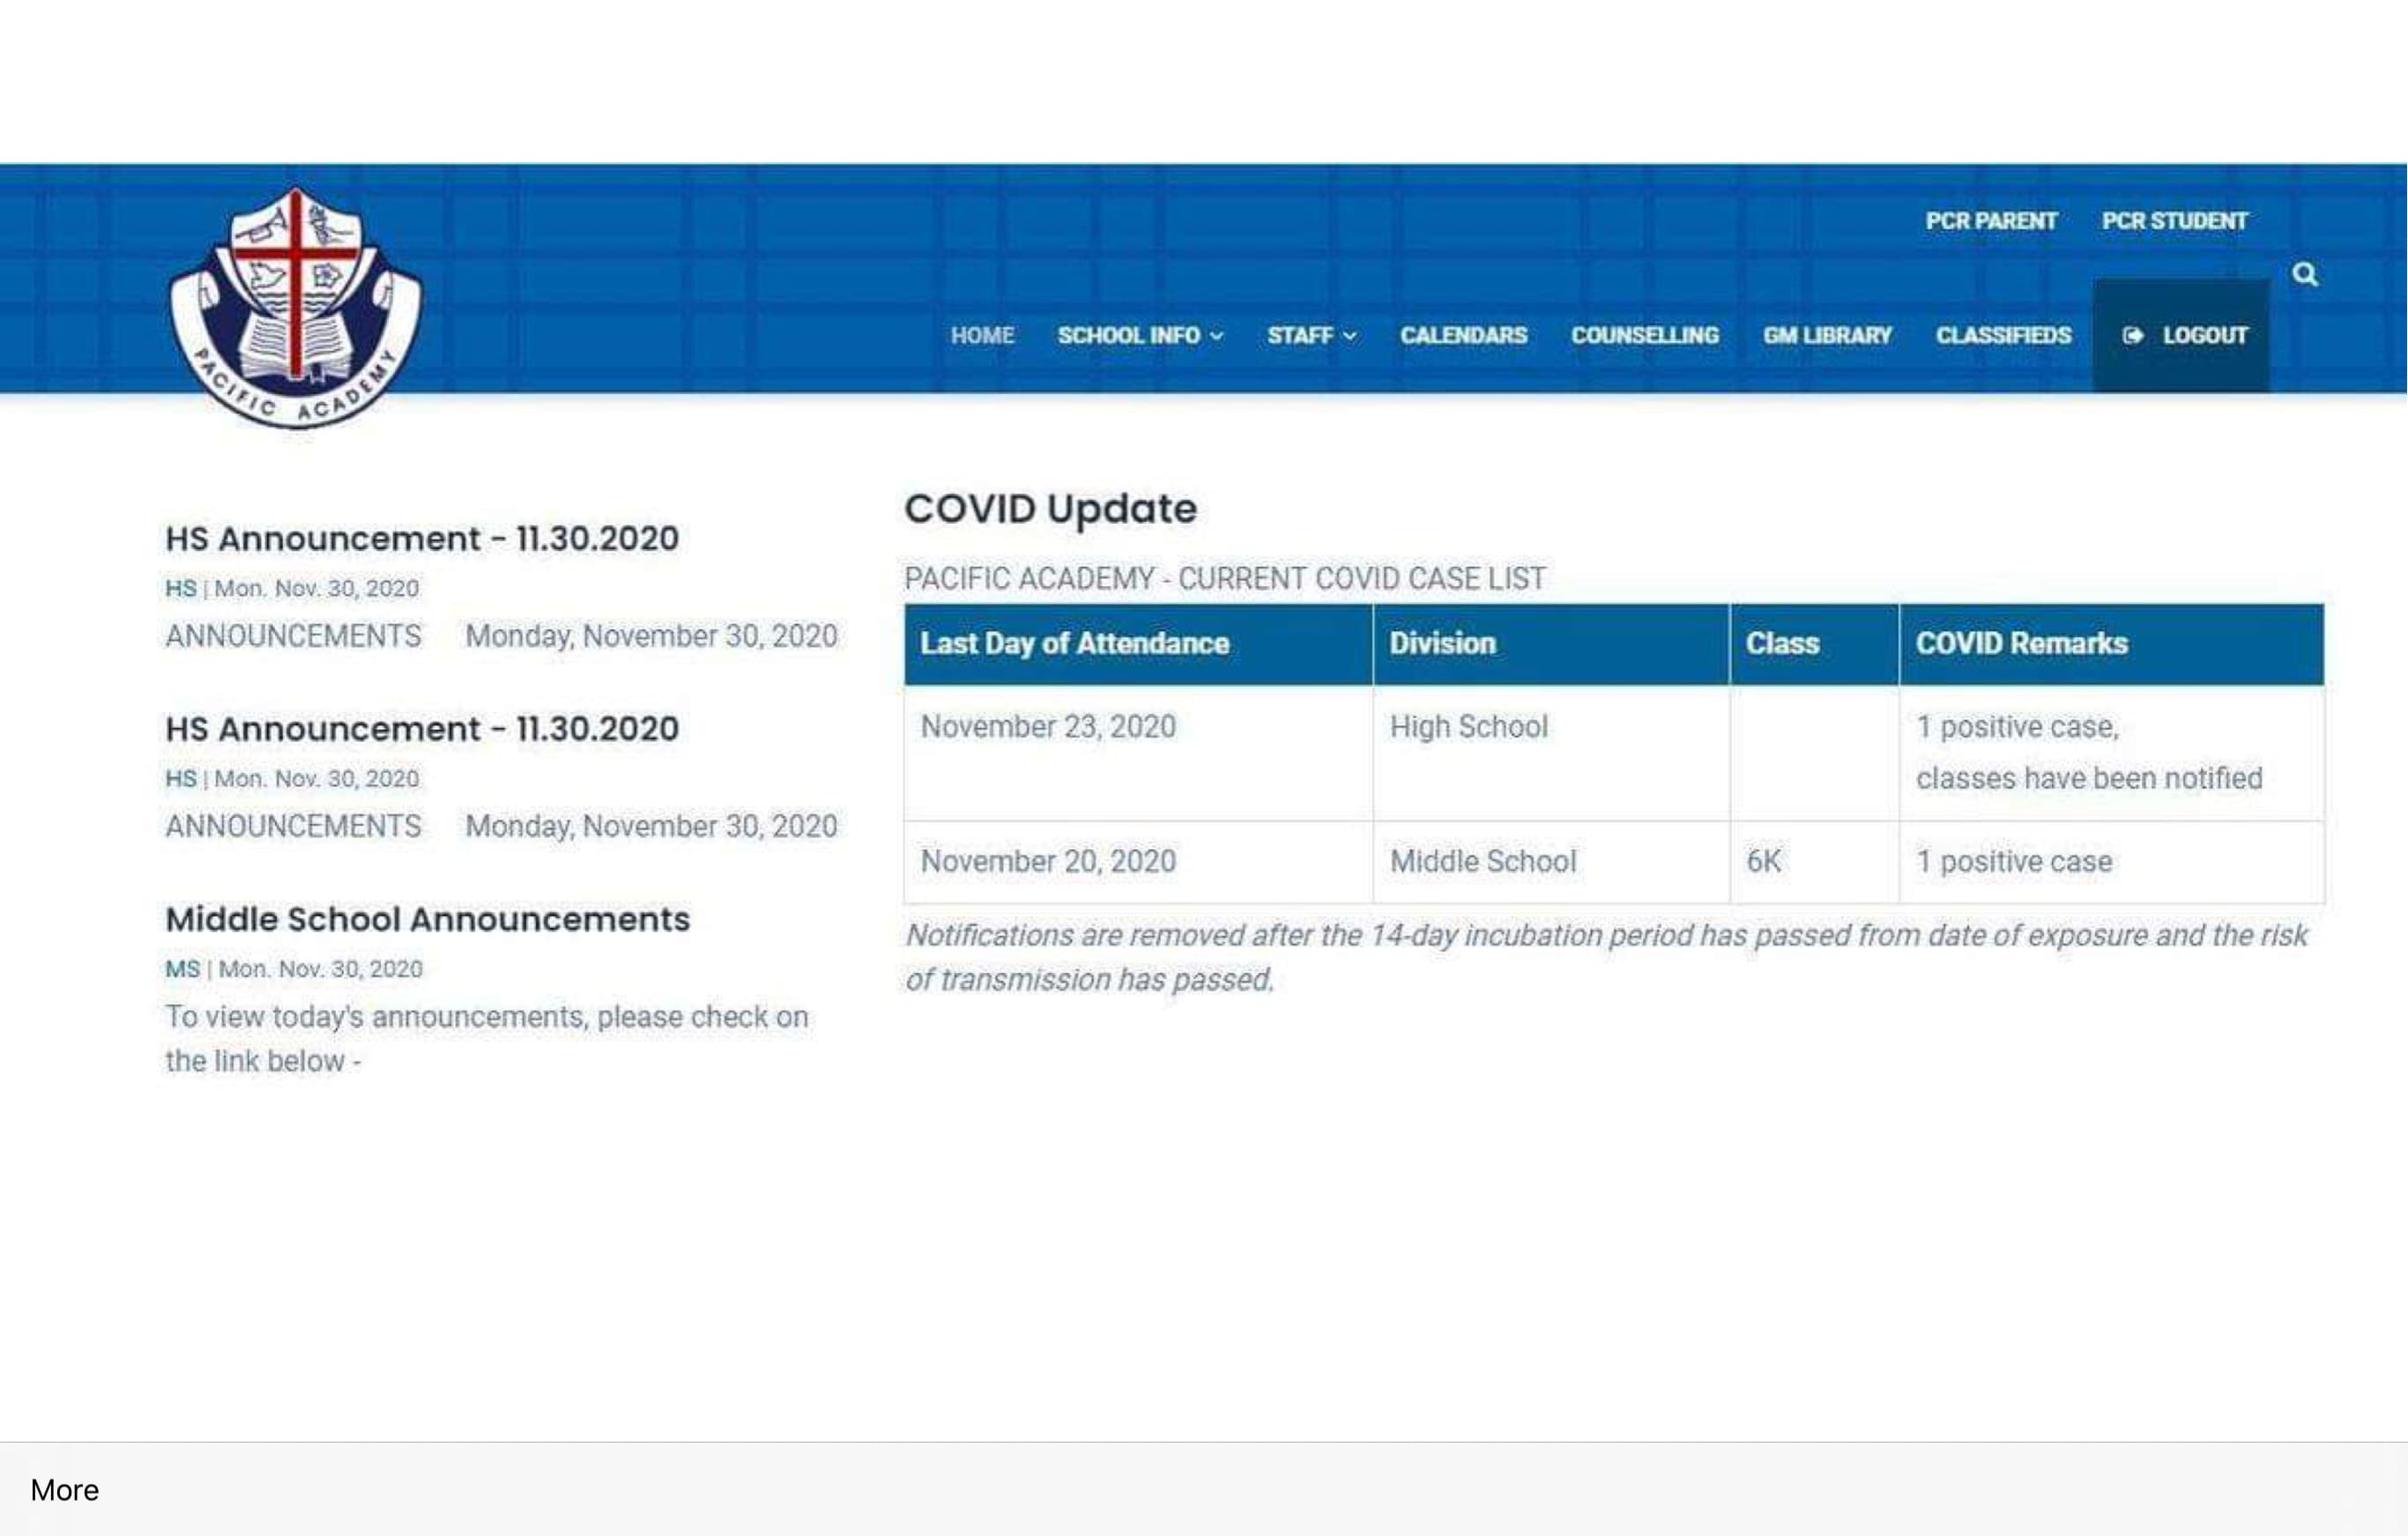 PCR PARENT PCR STUDENT
HOME SCHOOL INFO STAFF CALENDARS COUNSELLING GM LIBRARY CLASSIFIEDS LOGOUT
PACIFIC ACADEMY
HS Announcement - 11.30.2020
HS | Mon. Nov. 30, 2020
ANNOUNCEMENTS Monday, November 30, 2020
HS Announcement - 11.30.2020
HS | Mon. Nov. 30, 2020
ANNOUNCEMENTS Monday, November 30, 2020
Middle School Announcements
MS | Mon. Nov. 30, 2020
To view today's announcements, please check on
the link below -
COVID Update
PACIFIC ACADEMY - CURRENT COVID CASE LIST
Last Day of Attendance Division Class COVID Remarks
November 23, 2020 High School 1 positive case,
classes have been notified
November 20, 2020 Middle School 6K 1 positive case
Notifications are removed after the 14-day incubation period has passed from date of exposure and the risk
of transmission has passed.
More